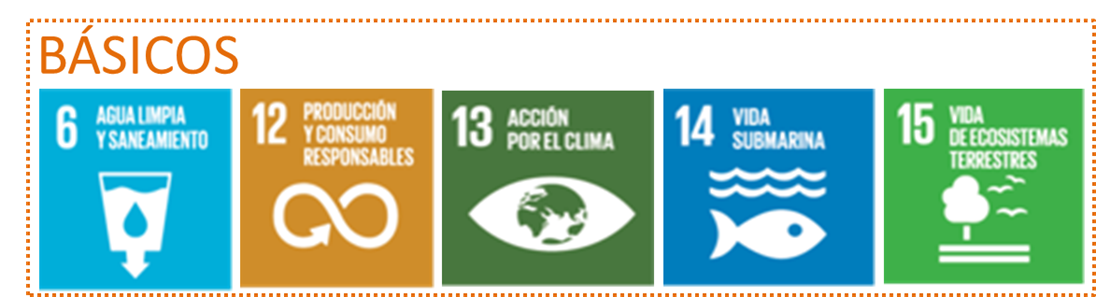 BÁSICOS
6 AGUA LIMPIA
Y SANEAMIENTO
12 PRODUCCIÓN
Y CONSUMO
RESPONSABLES
13 ACCIÓN
POR EL CLIMA
14 VIDA
SUBMARINA
15 VIDA
DE ECOSISTEMAS
TERRESTRES